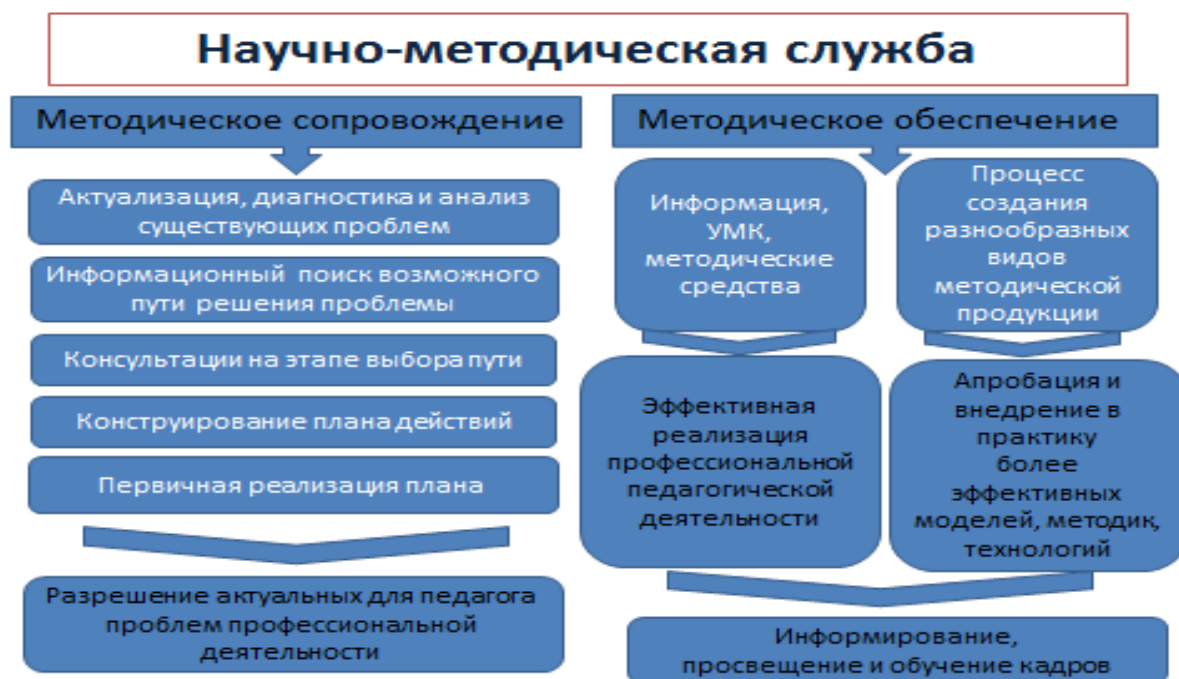 Научно-методическая служба
Методическое сопровождение
Актуализация, диагностика и анализ
существующих проблем
Информационный поиск возможного
пути решения проблемы
Консультации на этапе выбора пути
Конструирование плана действий
Первичная реализация плана
Разрешение актуальных для педагога
проблем профессиональной
деятельности
Методическое обеспечение
Информация,
УМК,
методические
средства
Процесс
создания
разнообразных
видов
методической
продукции
Эффективная
реализация
профессиональной
педагогической
деятельности
Апробация и
внедрение в
практику
более
эффективных
моделей, методик,
технологий
Информирование,
просвещение и обучение кадров